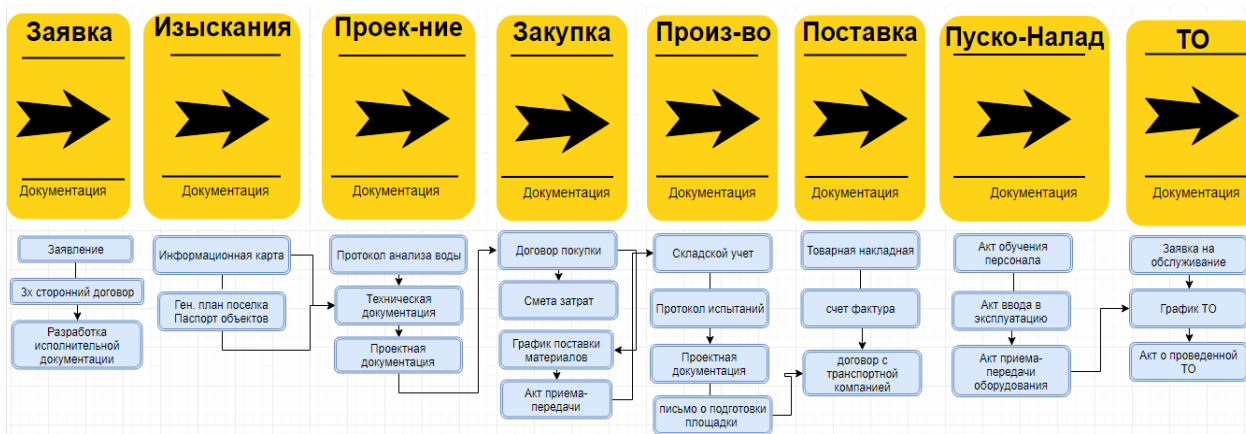 Заявка
Документация
Изыскания
Документация
Проек-ние
Документация
Закупка
Документация
Произ-во
Документация
Поставка
Документация
Пуско-Налад
Документация
ТО
Документация
Заявление
3х сторонний договор
Разработка
исполнительной
документации
Информационная карта
Ген. план поселка
Паспорт объектов
Протокол анализа воды
Техническая
документация
Проектная
документация
Договор покупки
Смета затрат
График поставки
материалов
Акт приема-
передачи
Складской учет
Протокол испытаний
Проектная
документация
письмо о подготовки
площадки
Товарная накладная
счет фактура
договор с
транспортной
компанией
Акт обучения
персонала
Акт ввода в
эксплуатацию
Акт приема-
передачи
оборудования
Заявка на
обслуживание
График ТО
Акт о проведенной
ТО